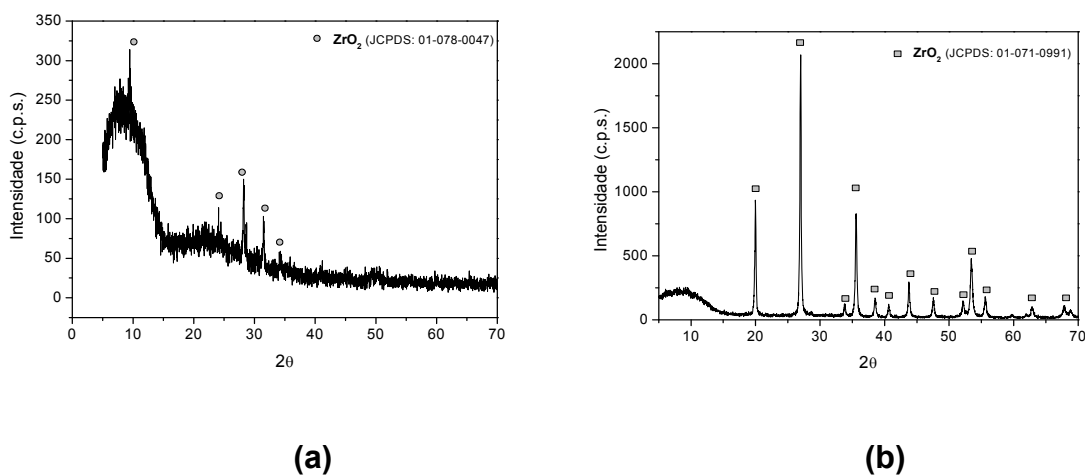 350
300
250
200
150
100
50
0
Intensidade (c.p.s.)
ZrO2 (JCPDS: 01-078-0047)
0 10 20 30 40 50 60 70
2θ
(a)
2000
1500
1000
500
0
Intensidade (c.p.s.)
ZrO2 (JCPDS: 01-071-0991)
10 20 30 40 50 60 70
2θ
(b)